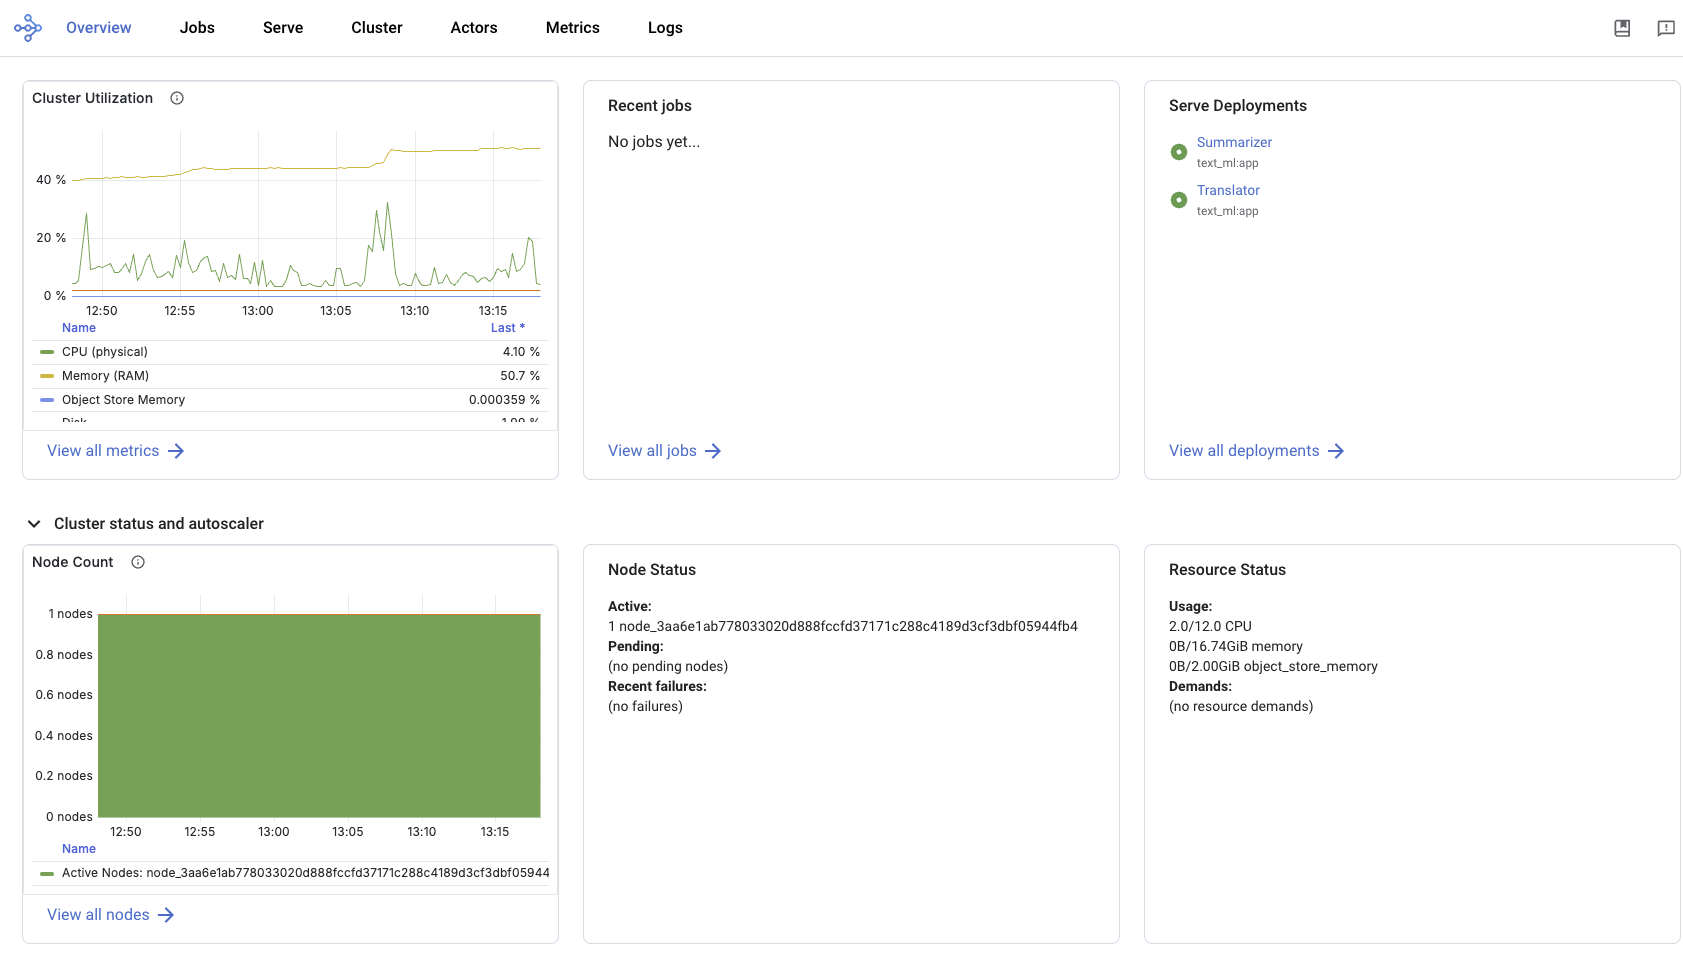 Overview Jobs Serve Cluster Actors Metrics Logs
Cluster Utilization
40 %
20 %
0 %
12:50 12:55 13:00 13:05 13:10 13:15
Name Last *
CPU (physical) 4.10 %
Memory (RAM) 50.7 %
Object Store Memory 0.000359 %
Disk 1.99 %
View all metrics
Recent jobs
No jobs yet...
View all jobs
Serve Deployments
Summarizer
text_ml:app
Translator
text_ml:app
View all deployments
Cluster status and autoscaler
Node Count
1 nodes
0.8 nodes
0.6 nodes
0.4 nodes
0.2 nodes
0 nodes
12:50 12:55 13:00 13:05 13:10 13:15
Name
Active Nodes: node_3aa6e1ab778033020d888fccfd37171c288c4189d3cf3dbf05944
View all nodes
Node Status
Active:
1 node_3aa6e1ab778033020d888fccfd37171c288c4189d3cf3dbf05944fb4
Pending:
(no pending nodes)
Recent failures:
(no failures)
Resource Status
Usage:
2.0/12.0 CPU
0B/16.74GiB memory
0B/2.00GiB object_store_memory
Demands:
(no resource demands)